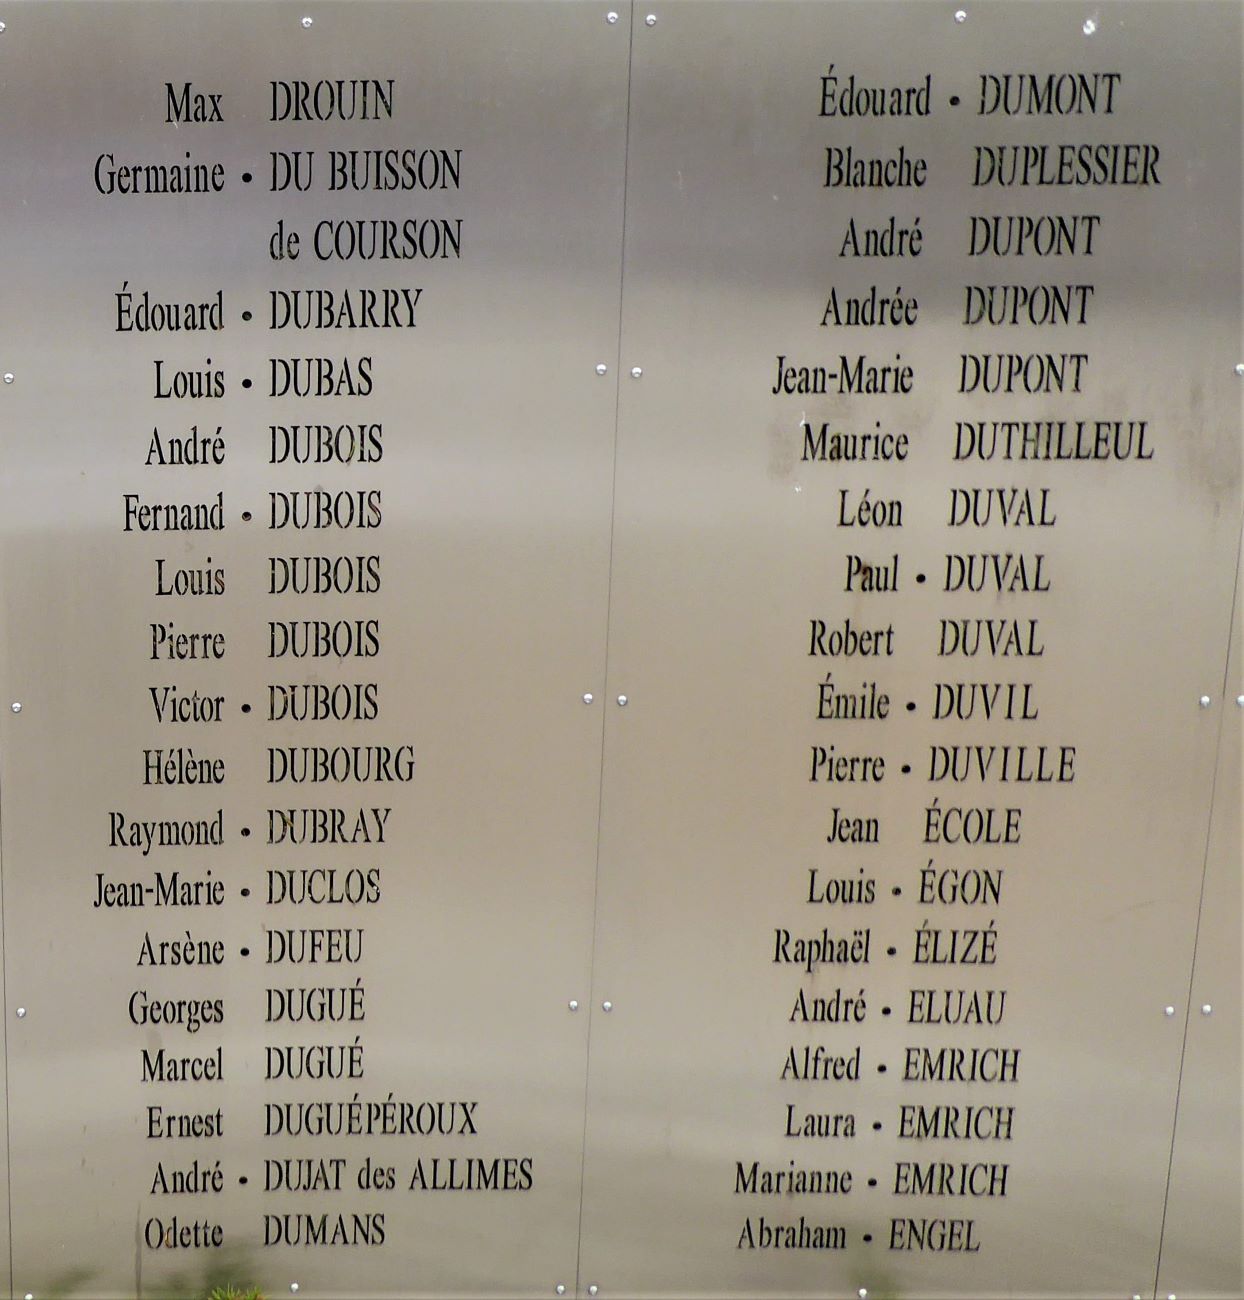 Max DROUIN
Germaine • DU BUISSON
de COURSON
Édouard • DUBARRY
Louis • DUBAS
André DUBOIS
Fernand • DUBOIS
Louis DUBOIS
Pierre DUBOIS
Victor • DUBOIS
Hélène DUBOURG
Raymond • DUBRAY
Jean-Marie • DUCLOS
Arsène • DUFEU
Georges DUGUÉ
Marcel DUGUÉ
Ernest DUGUÉPÉROUX
André • DUJAT des ALLIMES
Odette DUMANS
Édouard • DUMONT
Blanche DUPLESSIER
André DUPONT
Andrée DUPONT
Jean-Marie DUPONT
Maurice DUTHILLEUL
Léon DUVAL
Paul • DUVAL
Robert DUVAL
Émile • DUVIL
Pierre • DUVILLE
Jean ÉCOLE
Louis • ÉGON
Raphaël • ÉLIZÉ
André • ELUAU
Alfred • EMRICH
Laura • EMRICH
Marianne • EMRICH
Abraham • ENGEL